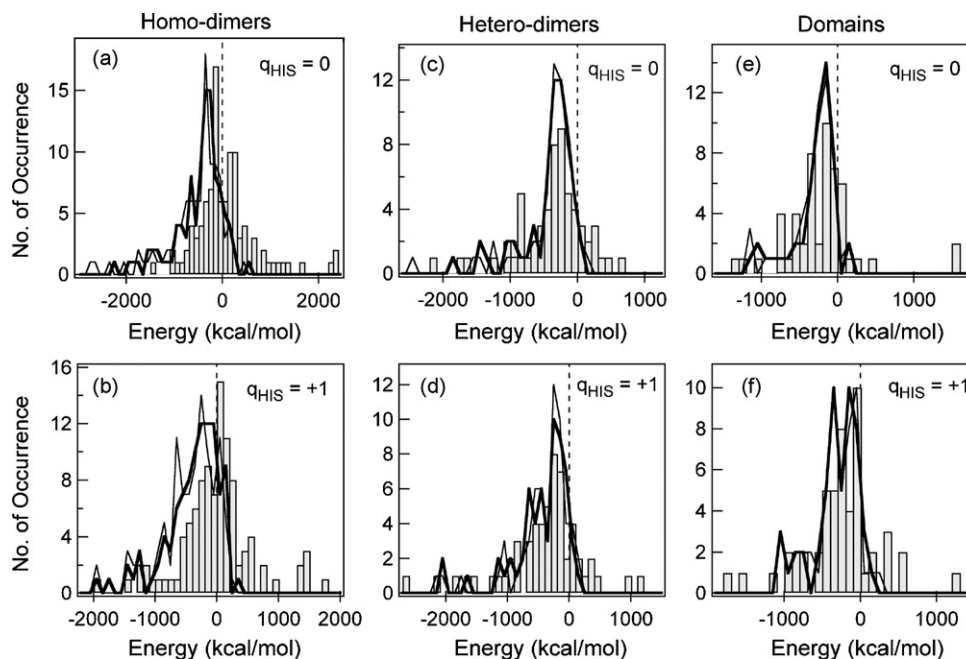 Homo-dimers
Hetero-dimers
Domains
(a)
q_HIS = 0
(c)
q_HIS = 0
(e)
q_HIS = 0
No. of Occurrence
15
10
5
0
12
8
4
0
14
12
8
4
0
-2000
0
2000
-2000
-1000
0
1000
-1000
0
1000
Energy (kcal/mol)
Energy (kcal/mol)
Energy (kcal/mol)
(b)
q_HIS = +1
(d)
q_HIS = +1
(f)
q_HIS = +1
No. of Occurrence
16
12
8
4
0
12
10
8
6
4
2
0
10
8
6
4
2
0
-2000
-1000
0
1000
2000
-2000
-1000
0
1000
-1000
0
1000
Energy (kcal/mol)
Energy (kcal/mol)
Energy (kcal/mol)